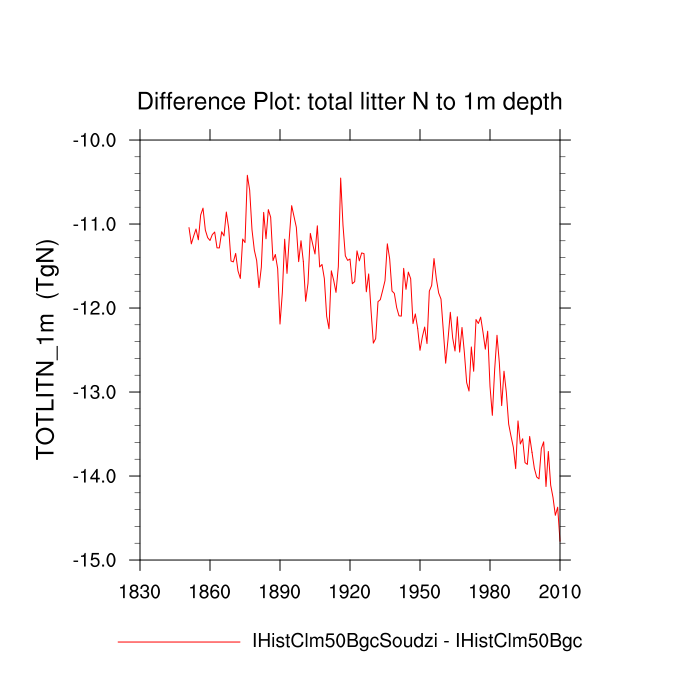 Difference Plot: total litter N to 1m depth
TOTLITN_1m (TgN)
-10.0
-11.0
-12.0
-13.0
-14.0
-15.0
1830 1860 1890 1920 1950 1980 2010
IHistClm50BgcSoudzi - IHistClm50Bgc